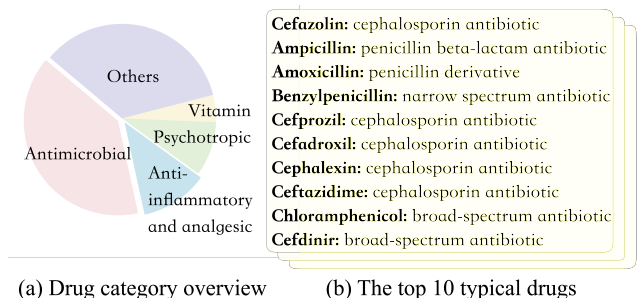 Others
Vitamin
Psychotropic
Antimicrobial
Anti-
inflammatory
and analgesic
(a) Drug category overview
Cefazolin: cephalosporin antibiotic
Ampicillin: penicillin beta-lactam antibiotic
Amoxicillin: penicillin derivative
Benzylpenicillin: narrow spectrum antibiotic
Cefprozil: cephalosporin antibiotic
Cefadroxil: cephalosporin antibiotic
Cephalexin: cephalosporin antibiotic
Ceftazidime: cephalosporin antibiotic
Chloramphenicol: broad-spectrum antibiotic
Cefdinir: broad-spectrum antibiotic
(b) The top 10 typical drugs